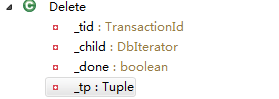 Delete
_tid : TransactionId
_child : DbIterator
_done : boolean
_tp : Tuple